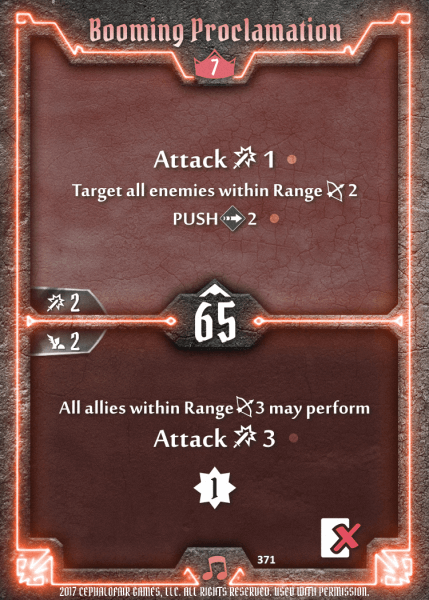 Booming Proclamation
7
Attack 1
Target all enemies within Range 2
PUSH 2
2
65
2
All allies within Range 3 may perform
Attack 3
1
371
2017 CEPHALOFAIR GAMES, LLC. ALL RIGHTS RESERVED. USED WITH PERMISSION.